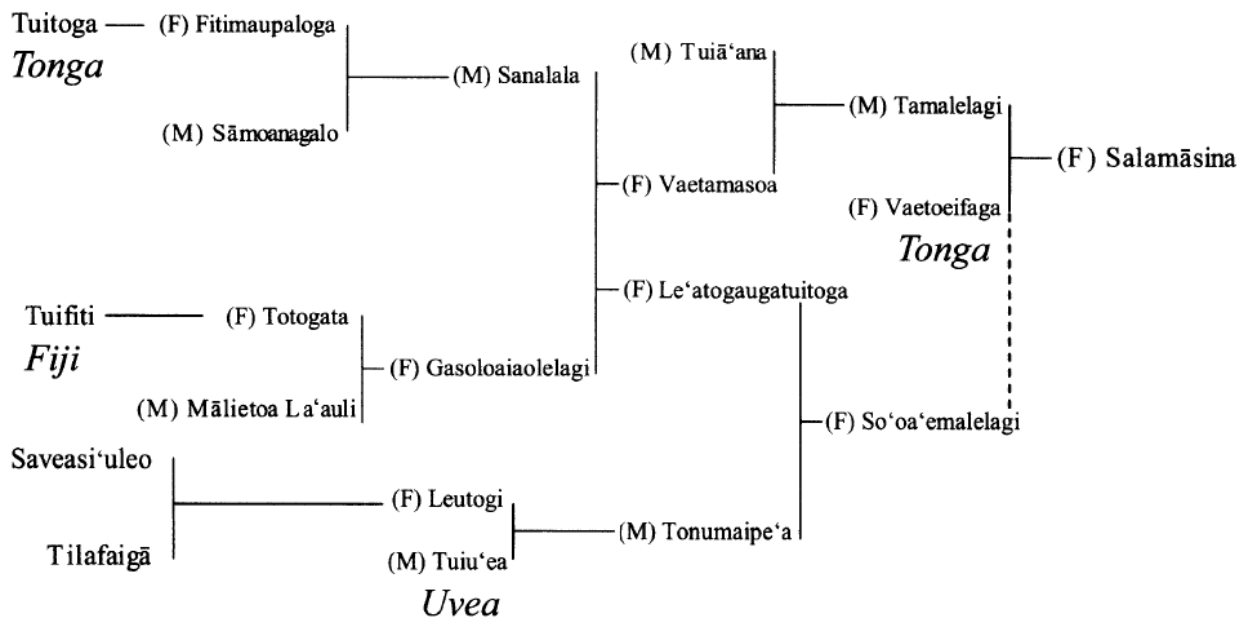 Tuitoga (F) Fitimaupaloga
Tonga
(M) Tuiā‘ana
(M) Sanalala
(M) Tamalelagi
(M) Sāmoanagalo
(F) Salamāsina
(F) Vaetamasoa
(F) Vaetoeifaga
Tonga
(F) Le‘atogaugatuitoga
Tuifiti (F) Totogata
Fiji
(F) Gasoloaiaolelagi
(M) Mālietoa La‘auli
(F) So‘oa‘emalelagi
Saveasi‘uleo
(F) Leutogi
(M) Tonumaipe‘a
Tilafaigā
(M) Tuiu‘ea
Uvea